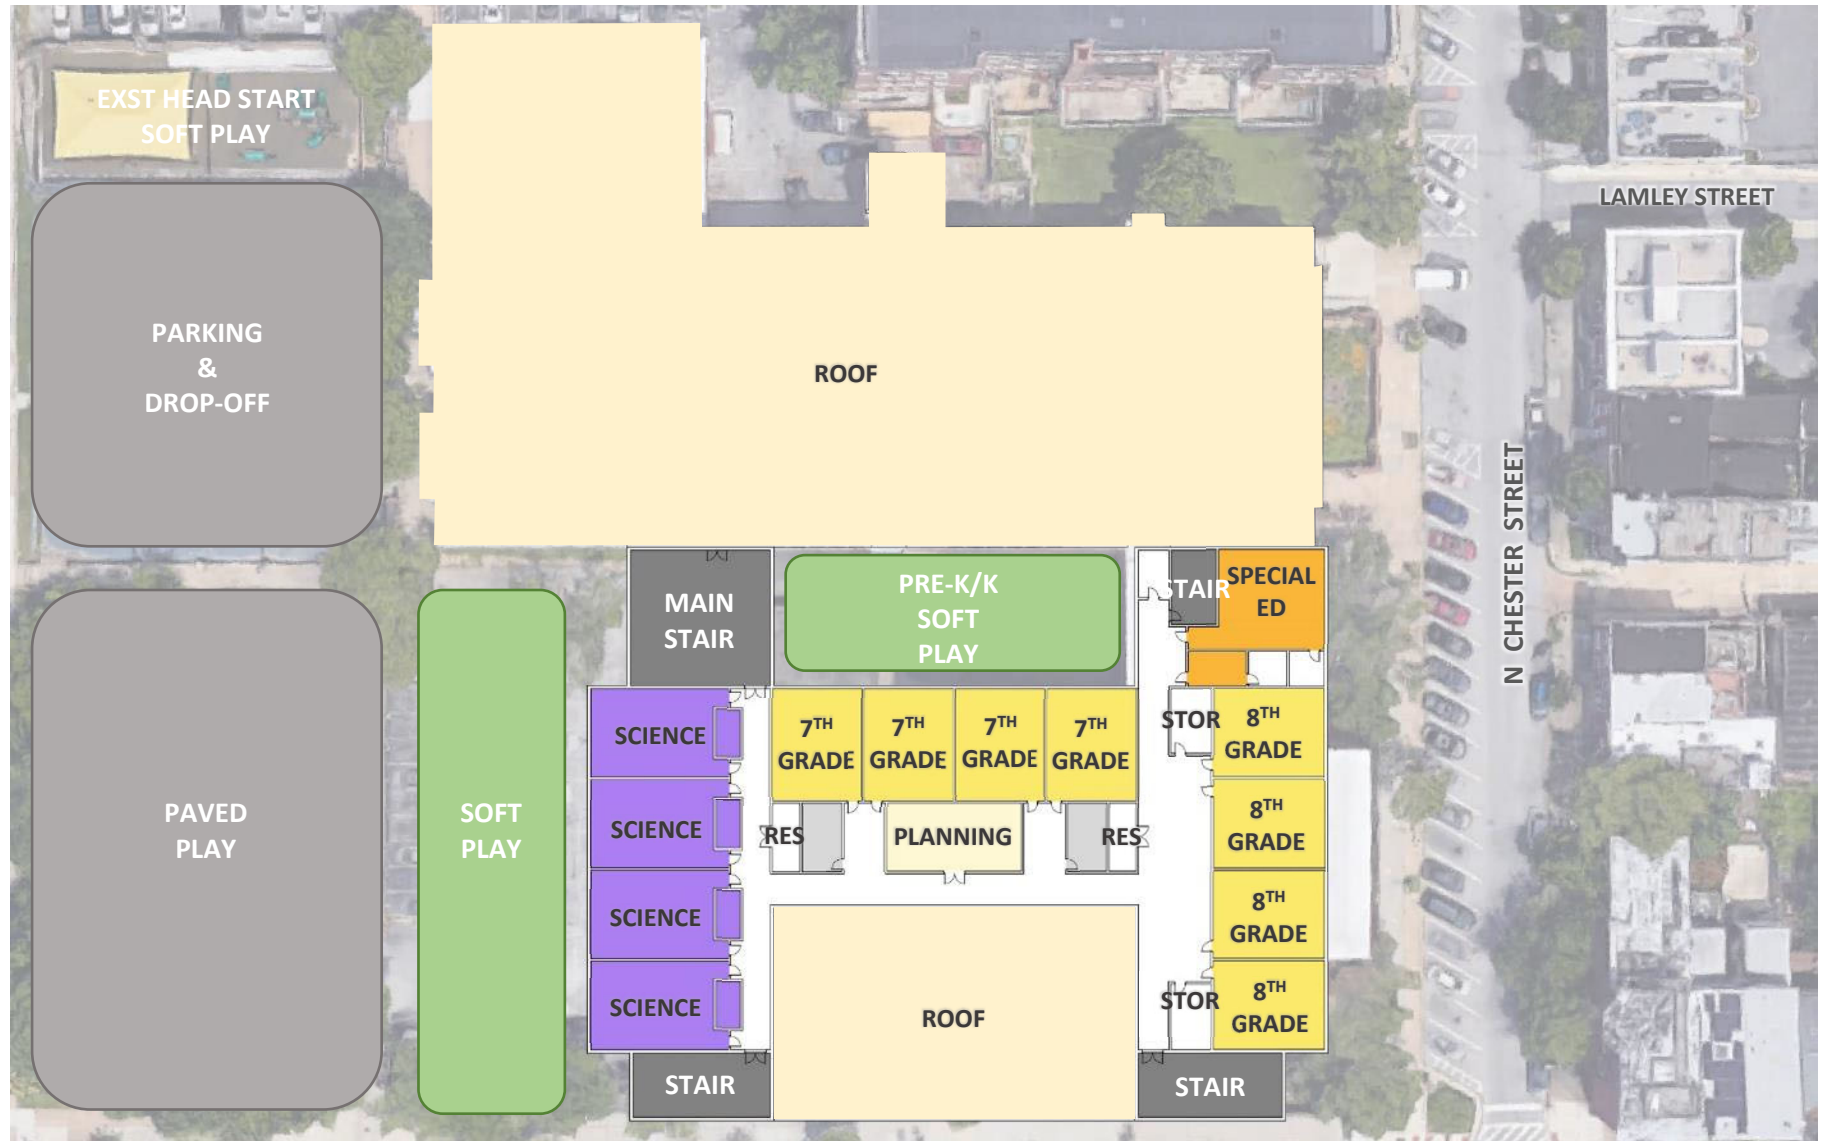 EXST HEAD START
SOFT PLAY
LAMLEY STREET
PARKING
&
DROP-OFF
ROOF
N CHESTER STREET
MAIN
STAIR
PRE-K/K
SOFT
PLAY
STAIR
SPECIAL
ED
SCIENCE
7TH
GRADE
7TH
GRADE
7TH
GRADE
7TH
GRADE
STOR
8TH
GRADE
PAVED
PLAY
SOFT
PLAY
SCIENCE
RES
PLANNING
RES
8TH
GRADE
SCIENCE
8TH
GRADE
SCIENCE
ROOF
STOR
8TH
GRADE
STAIR
STAIR